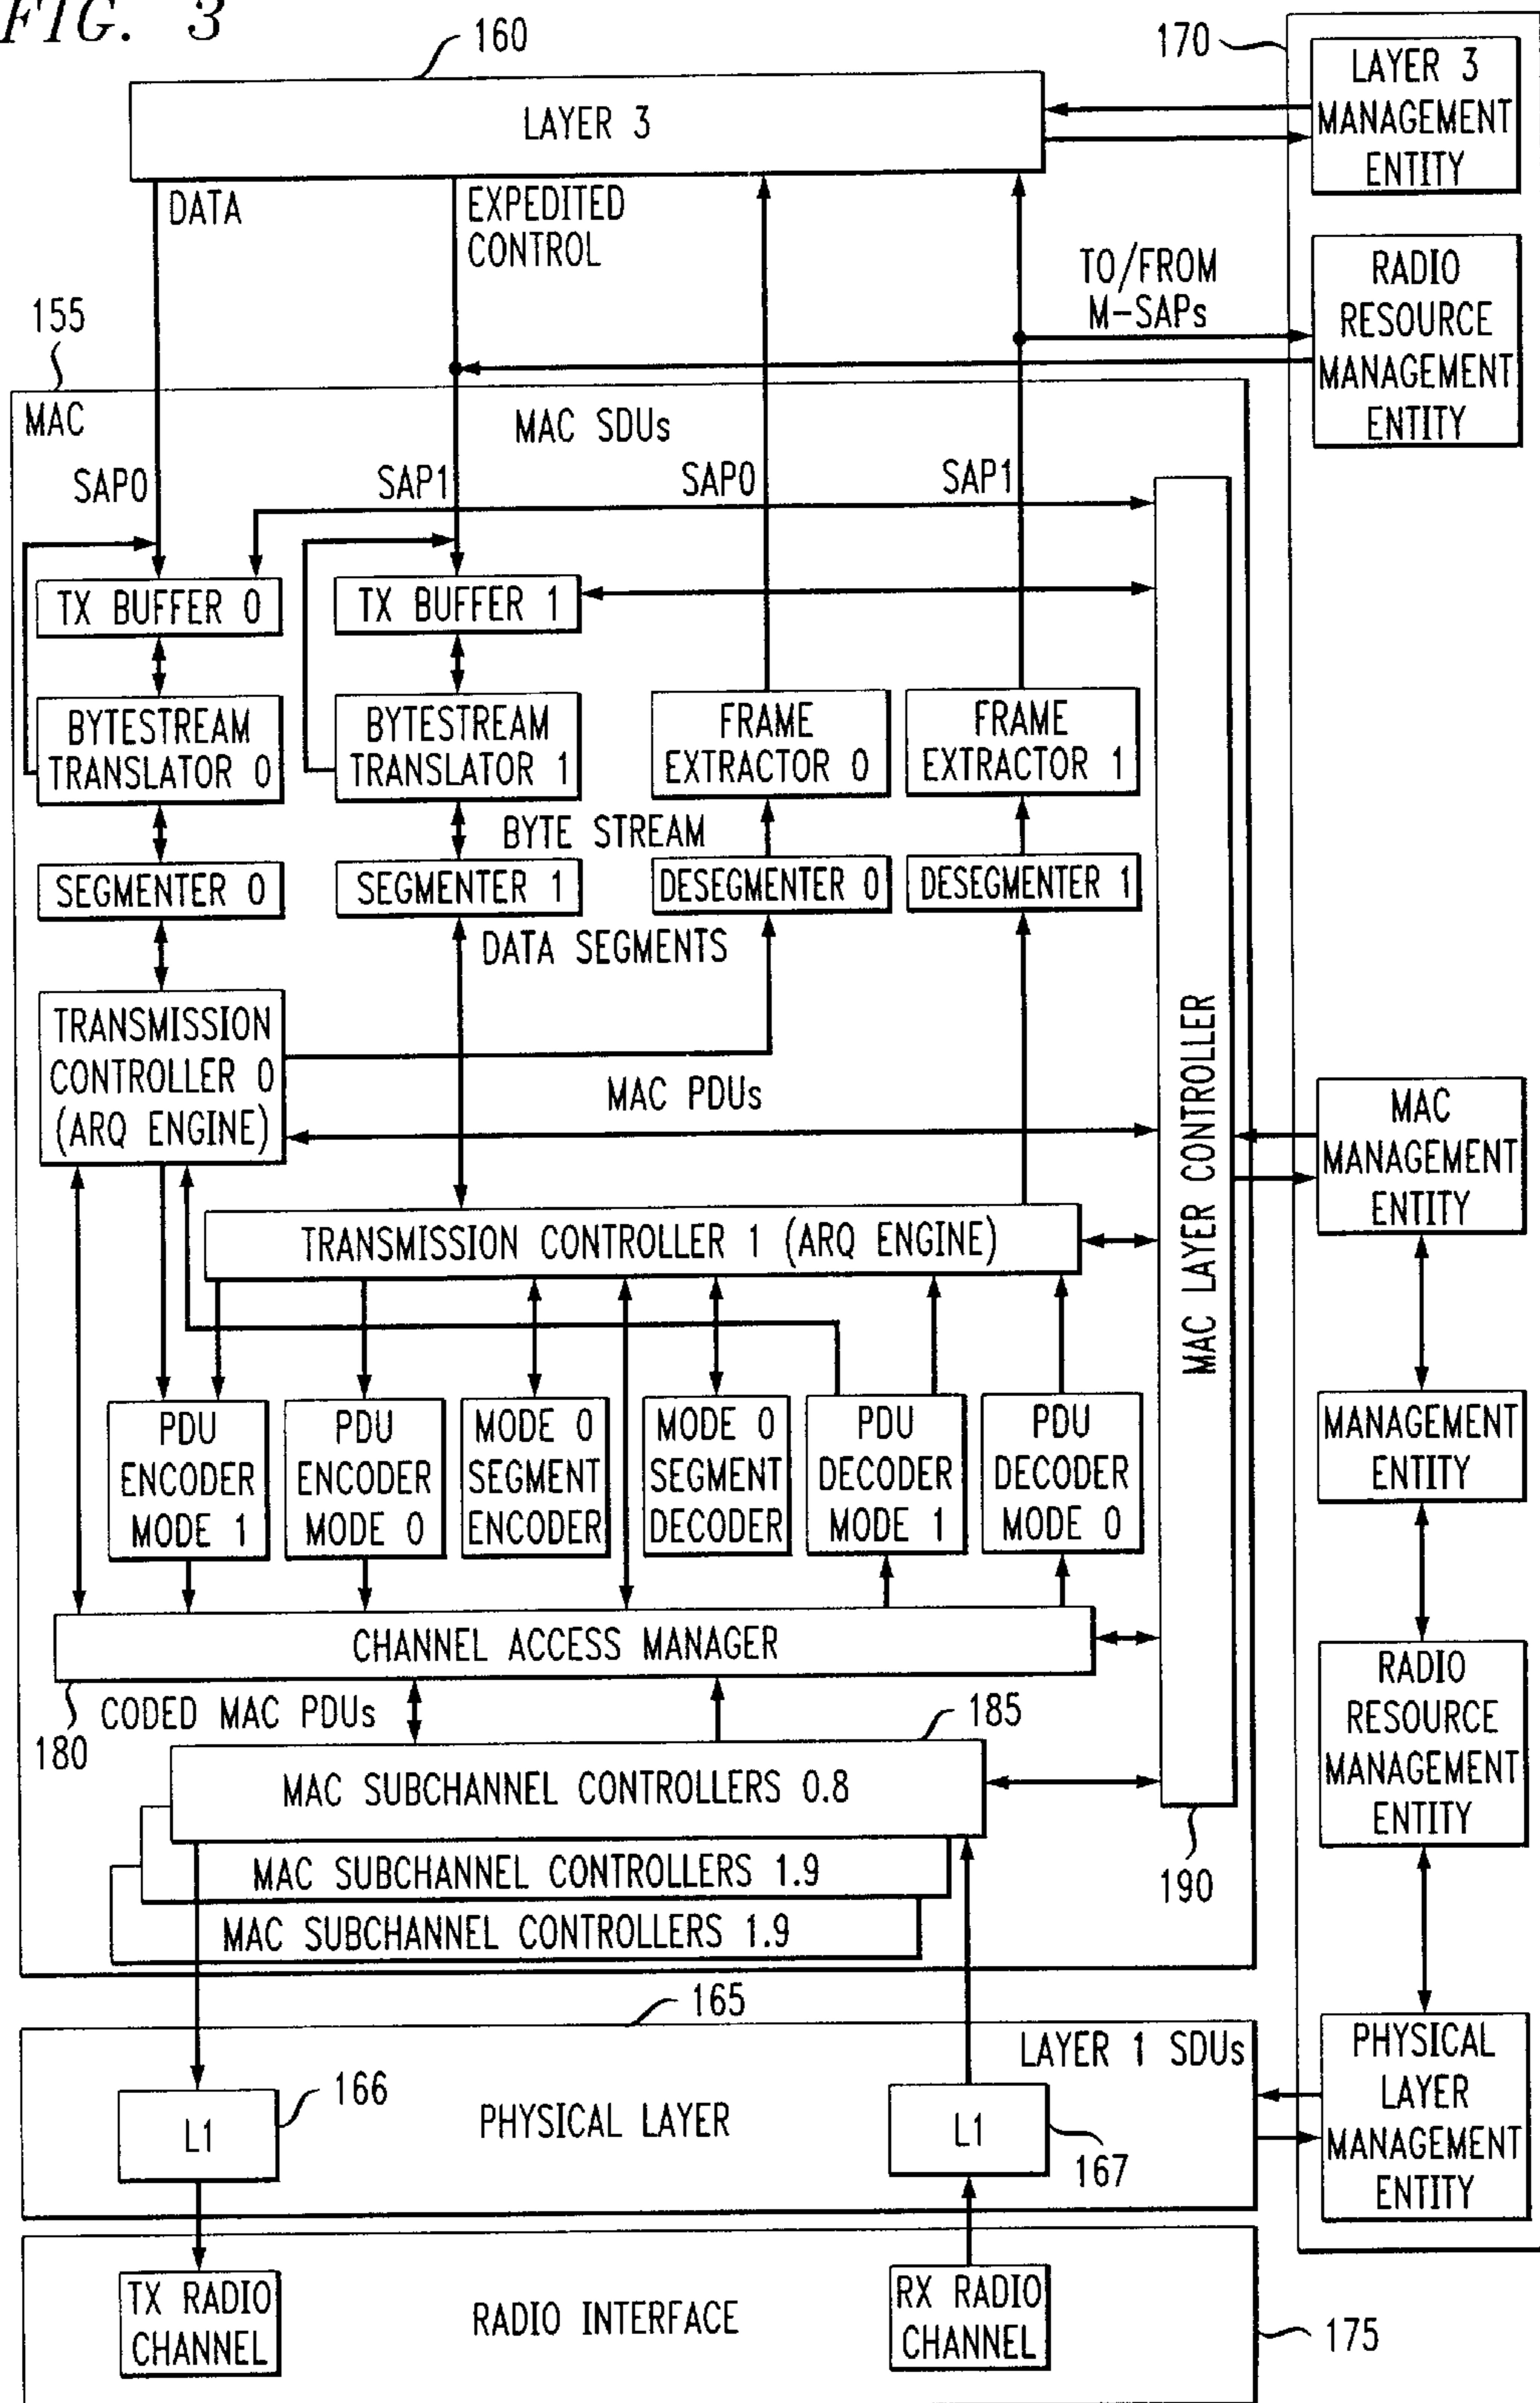 FIG. 3
160
170
LAYER 3
LAYER 3
MANAGEMENT
ENTITY
DATA
EXPEDITED
CONTROL
TO/FROM
M-SAPs
RADIO
RESOURCE
MANAGEMENT
ENTITY
155
MAC
MAC SDUs
SAP0
SAP1
SAP0
SAP1
TX BUFFER 0
TX BUFFER 1
BYTESTREAM
TRANSLATOR 0
BYTESTREAM
TRANSLATOR 1
FRAME
EXTRACTOR 0
FRAME
EXTRACTOR 1
BYTE STREAM
SEGMENTER 0
SEGMENTER 1
DESEGMENTER 0
DESEGMENTER 1
DATA SEGMENTS
TRANSMISSION
CONTROLLER 0
(ARQ ENGINE)
MAC PDUs
MAC LAYER CONTROLLER
MAC
MANAGEMENT
ENTITY
TRANSMISSION CONTROLLER 1 (ARQ ENGINE)
PDU
ENCODER
MODE 1
PDU
ENCODER
MODE 0
MODE 0
SEGMENT
ENCODER
MODE 0
SEGMENT
DECODER
PDU
DECODER
MODE 1
PDU
DECODER
MODE 0
MANAGEMENT
ENTITY
CHANNEL ACCESS MANAGER
180
CODED MAC PDUs
185
RADIO
RESOURCE
MANAGEMENT
ENTITY
MAC SUBCHANNEL CONTROLLERS 0.8
MAC SUBCHANNEL CONTROLLERS 1.9
MAC SUBCHANNEL CONTROLLERS 1.9
190
165
LAYER 1 SDUs
L1
166
PHYSICAL LAYER
L1
167
PHYSICAL
LAYER
MANAGEMENT
ENTITY
TX RADIO
CHANNEL
RADIO INTERFACE
RX RADIO
CHANNEL
175